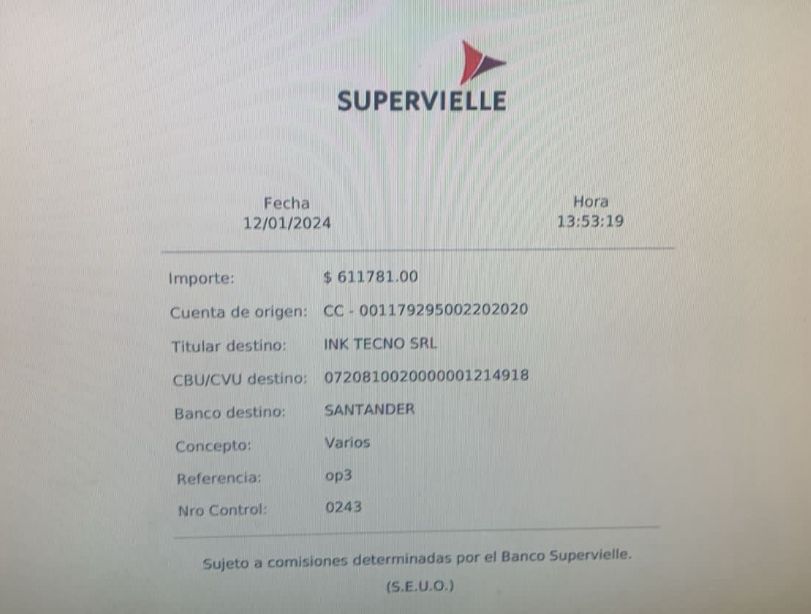 SUPERVIELLE
Fecha Hora
12/01/2024 13:53:19
Importe: $ 611781.00
Cuenta de origen: CC - 001179295002202020
Titular destino: INK TECNO SRL
CBU/CVU destino: 0720810020000001214918
Banco destino: SANTANDER
Concepto: Varios
Referencia: op3
Nro Control: 0243
Sujeto a comisiones determinadas por el Banco Supervielle.
(S.E.U.O.)